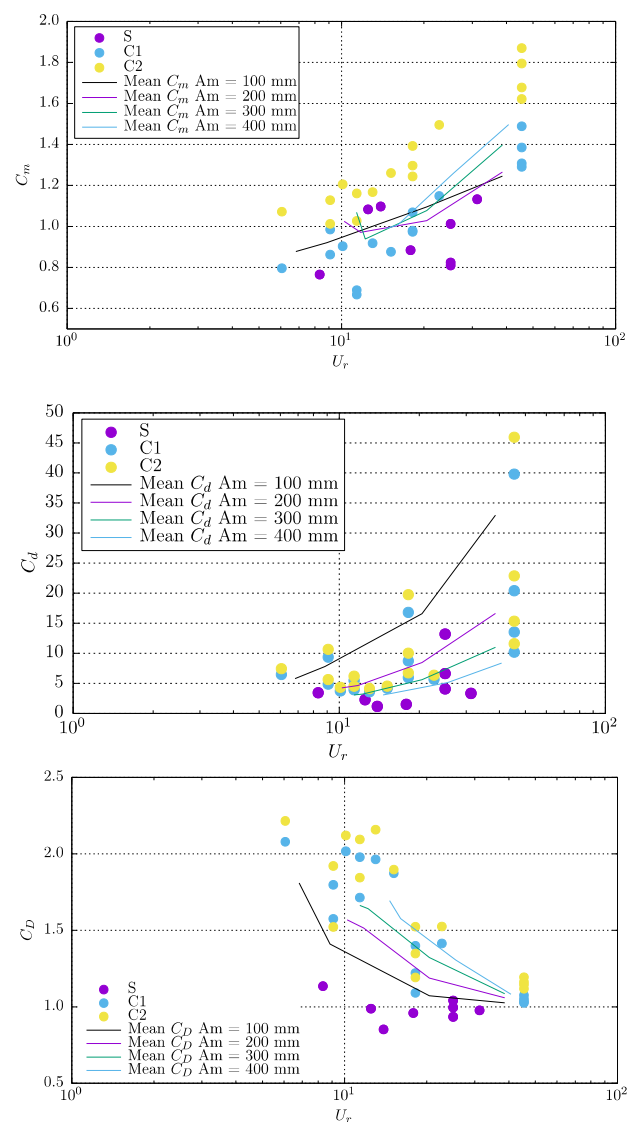 2.0
S
C1
C2
Mean C_m Am = 100 mm
Mean C_m Am = 200 mm
Mean C_m Am = 300 mm
Mean C_m Am = 400 mm
1.8
1.6
1.4
1.2
1.0
0.8
0.6
C_m
10^0 10^1 10^2
U_r
50
S
C1
C2
Mean C_d Am = 100 mm
Mean C_d Am = 200 mm
Mean C_d Am = 300 mm
Mean C_d Am = 400 mm
45
40
35
30
25
20
15
10
5
0
C_d
10^0 10^1 10^2
U_r
2.5
2.0
1.5
1.0
0.5
C_D
S
C1
C2
Mean C_D Am = 100 mm
Mean C_D Am = 200 mm
Mean C_D Am = 300 mm
Mean C_D Am = 400 mm
10^0 10^1 10^2
U_r